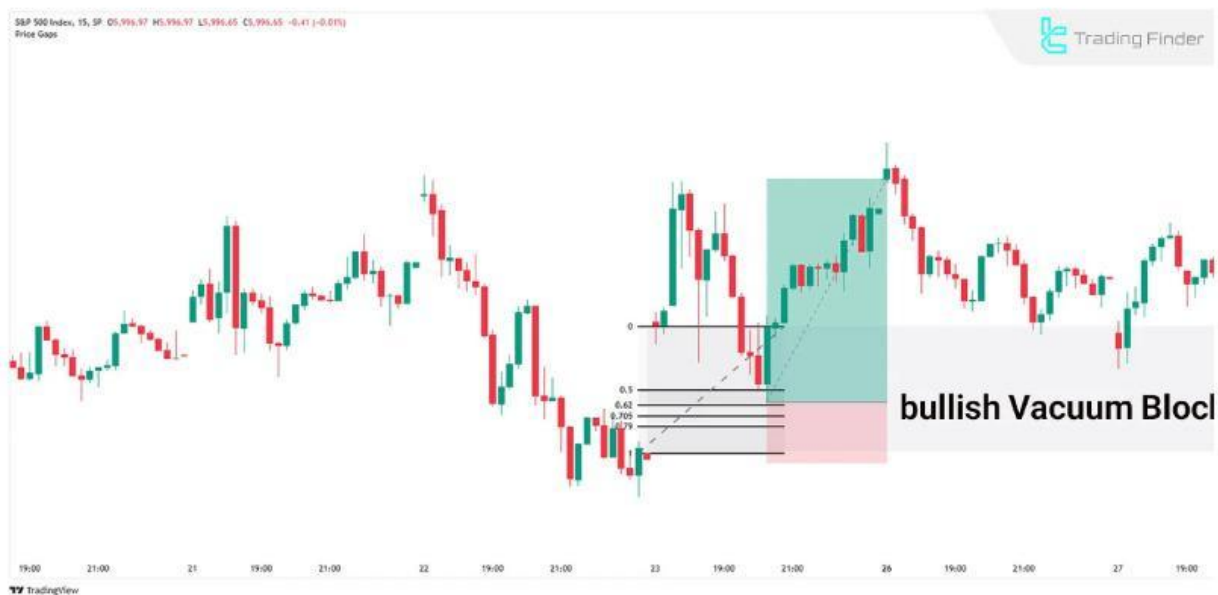 S&P 500 Index, 15, SP O5,996.97 H5,996.97 L5,996.65 C5,996.65 -0.41 (-0.01%)
Price Gaps
Trading Finder
0
0.5
0.62
0.705
0.79
1
bullish Vacuum Bloc
19:00 21:00 21 19:00 21:00 22 19:00 21:00 23 19:00 21:00 26 19:00 21:00 27 19:00
TradingView